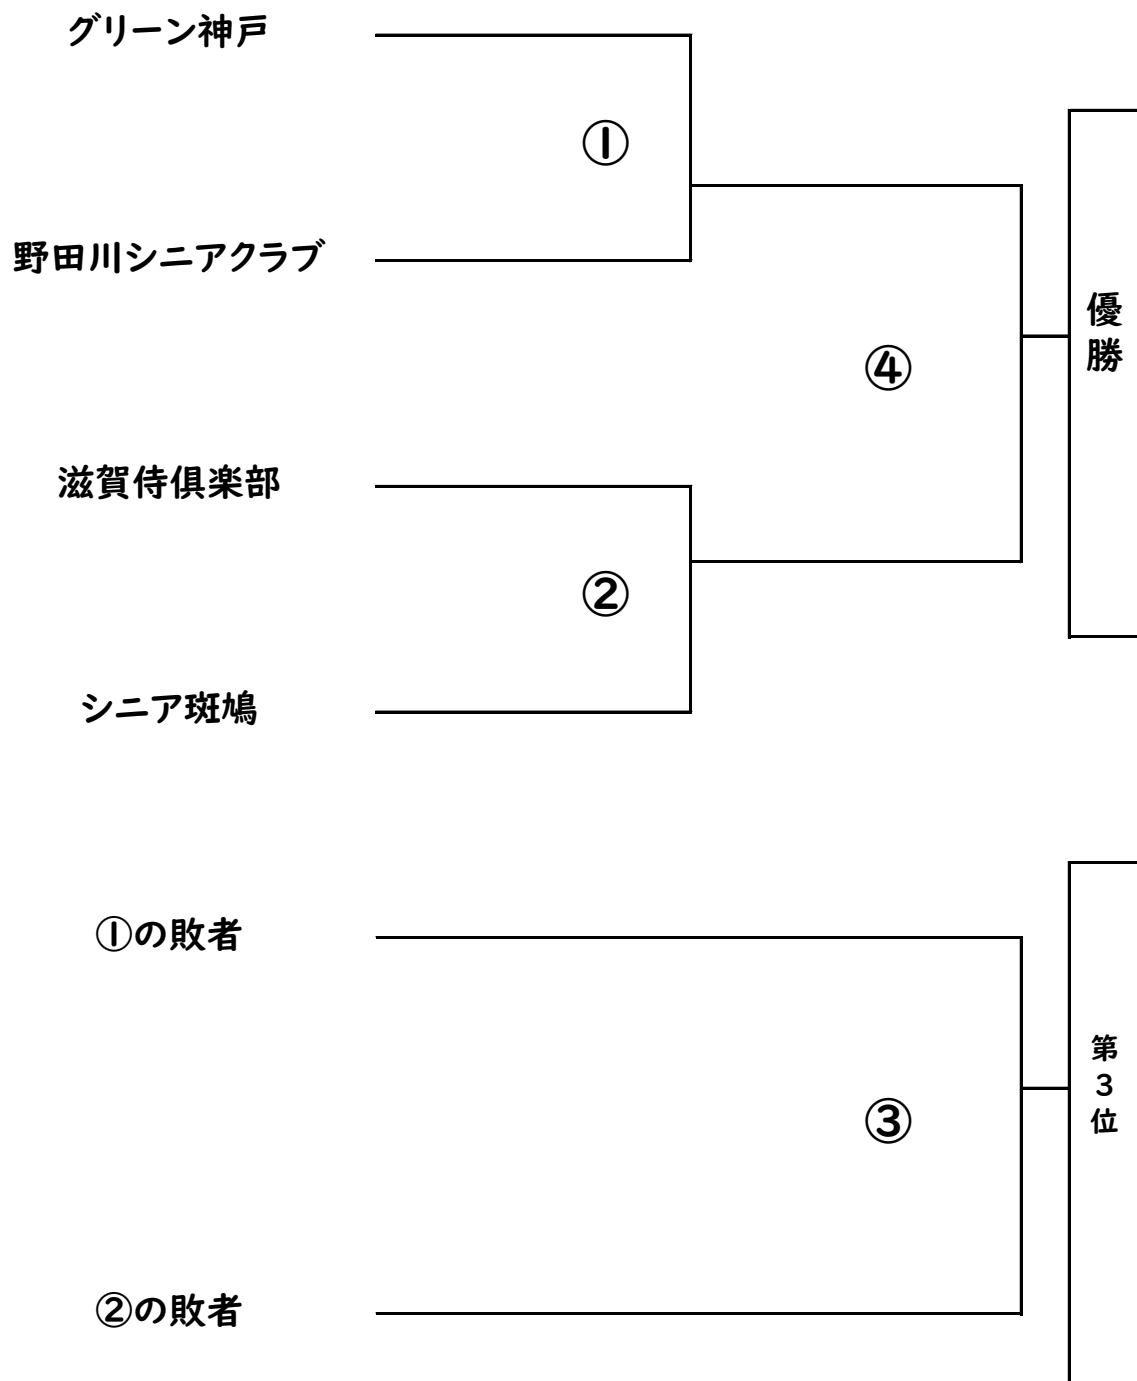 グリーン神戸
①
野田川シニアクラブ
優勝
④
滋賀侍倶楽部
②
シニア斑鳩
①の敗者
第3位
③
②の敗者